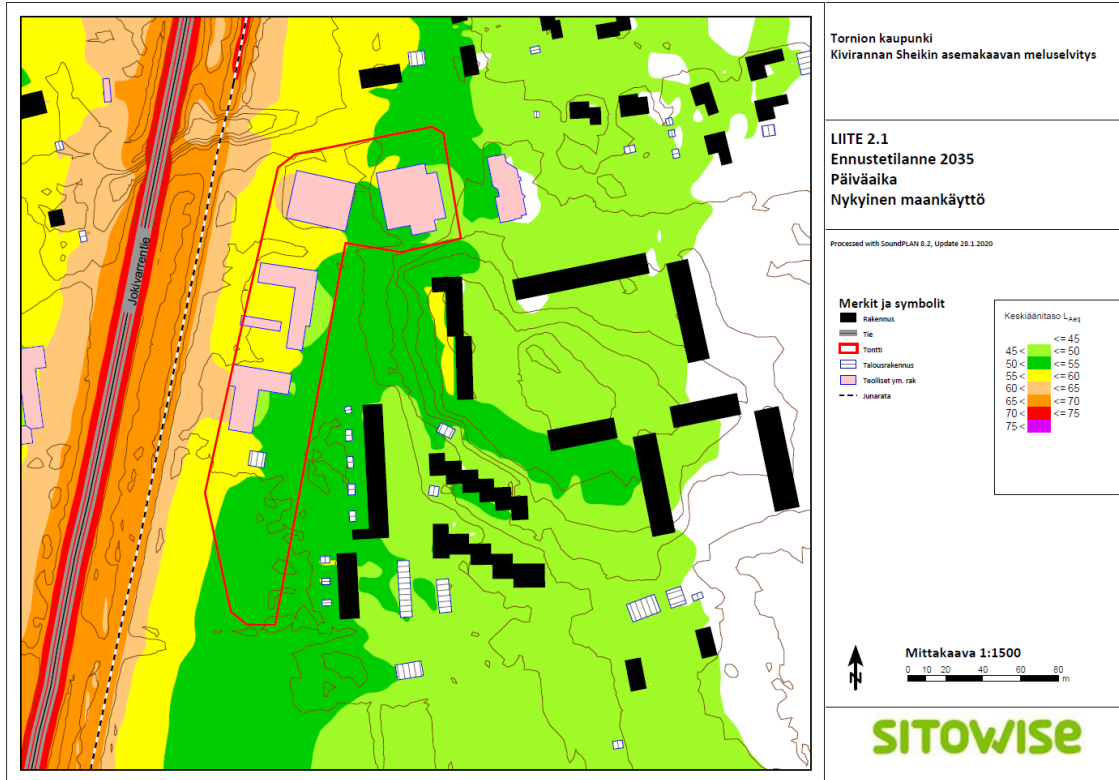 Tornion kaupunki
Kivirannan Sheikin asemakaavan meluselvitys
LIITE 2.1
Ennustetilanne 2035
Päiväaika
Nykyinen maankäyttö
Processed with SoundPLAN 8.2, Update 28.1.2020
Merkit ja symbolit
Rakennus
Tie
Tontti
Talousrakennus
Teolliset ym. rak
Junarata
Keskiäänitaso LAeq
<= 45
45 < <= 50
50 < <= 55
55 < <= 60
60 < <= 65
65 < <= 70
70 < <= 75
75 <
Jokivarrentie
N
Mittakaava 1:1500
0 10 20 40 60 80 m
SITOWISE